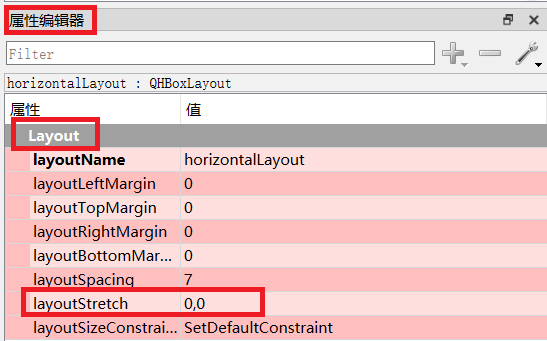 属性编辑器
Filter
horizontalLayout : QHBoxLayout
属性 值
Layout
layoutName horizontalLayout
layoutLeftMargin 0
layoutTopMargin 0
layoutRightMargin 0
layoutBottomMar... 0
layoutSpacing 7
layoutStretch 0,0
layoutSizeConstrai... SetDefaultConstraint